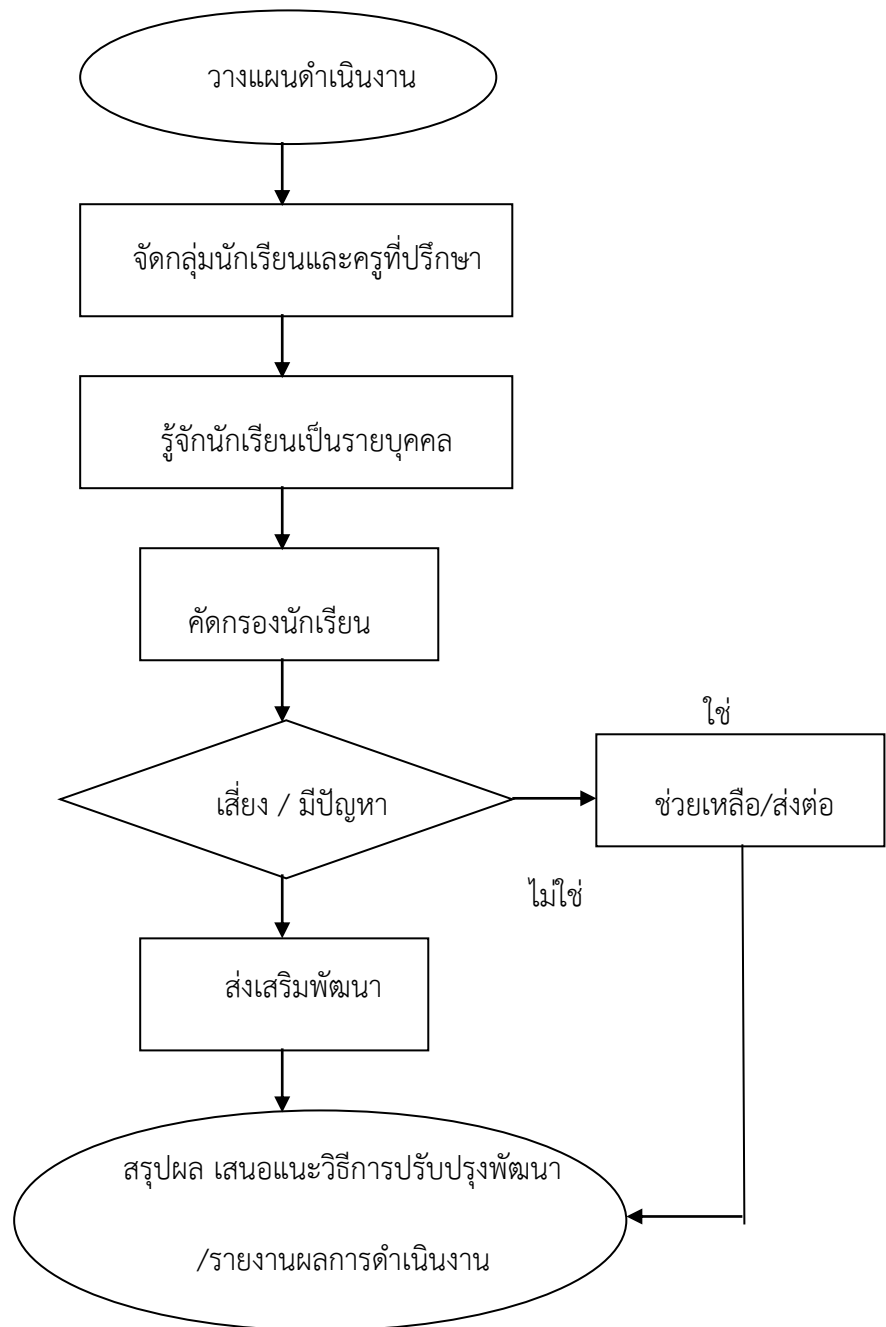 วางแผนดำเนินงาน
จัดกลุ่มนักเรียนและครูที่ปรึกษา
รู้จักนักเรียนเป็นรายบุคคล
คัดกรองนักเรียน
ใช่
เสี่ยง / มีปัญหา
ช่วยเหลือ/ส่งต่อ
ไม่ใช่
ส่งเสริมพัฒนา
สรุปผล เสนอแนะวิธีการปรับปรุงพัฒนา
/รายงานผลการดำเนินงาน